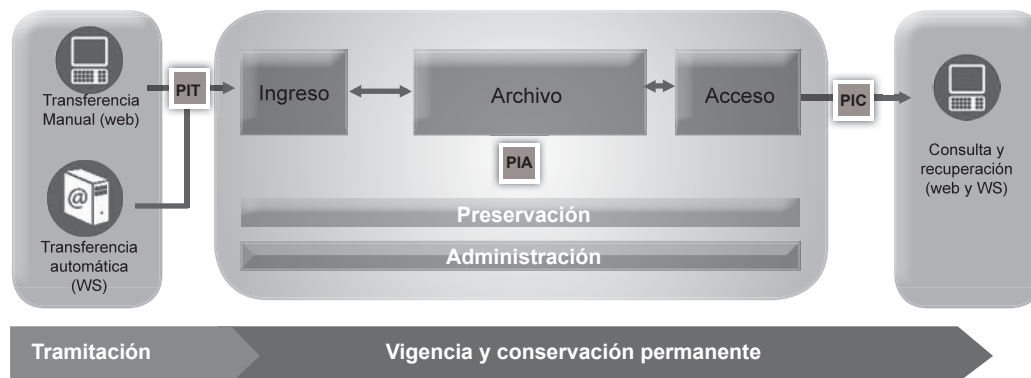 Transferencia
Manual (web)
Transferencia
automática
(WS)
PIT
Ingreso
Archivo
Acceso
PIA
Preservación
Administración
PIC
Consulta y
recuperación
(web y WS)
Tramitación
Vigencia y conservación permanente